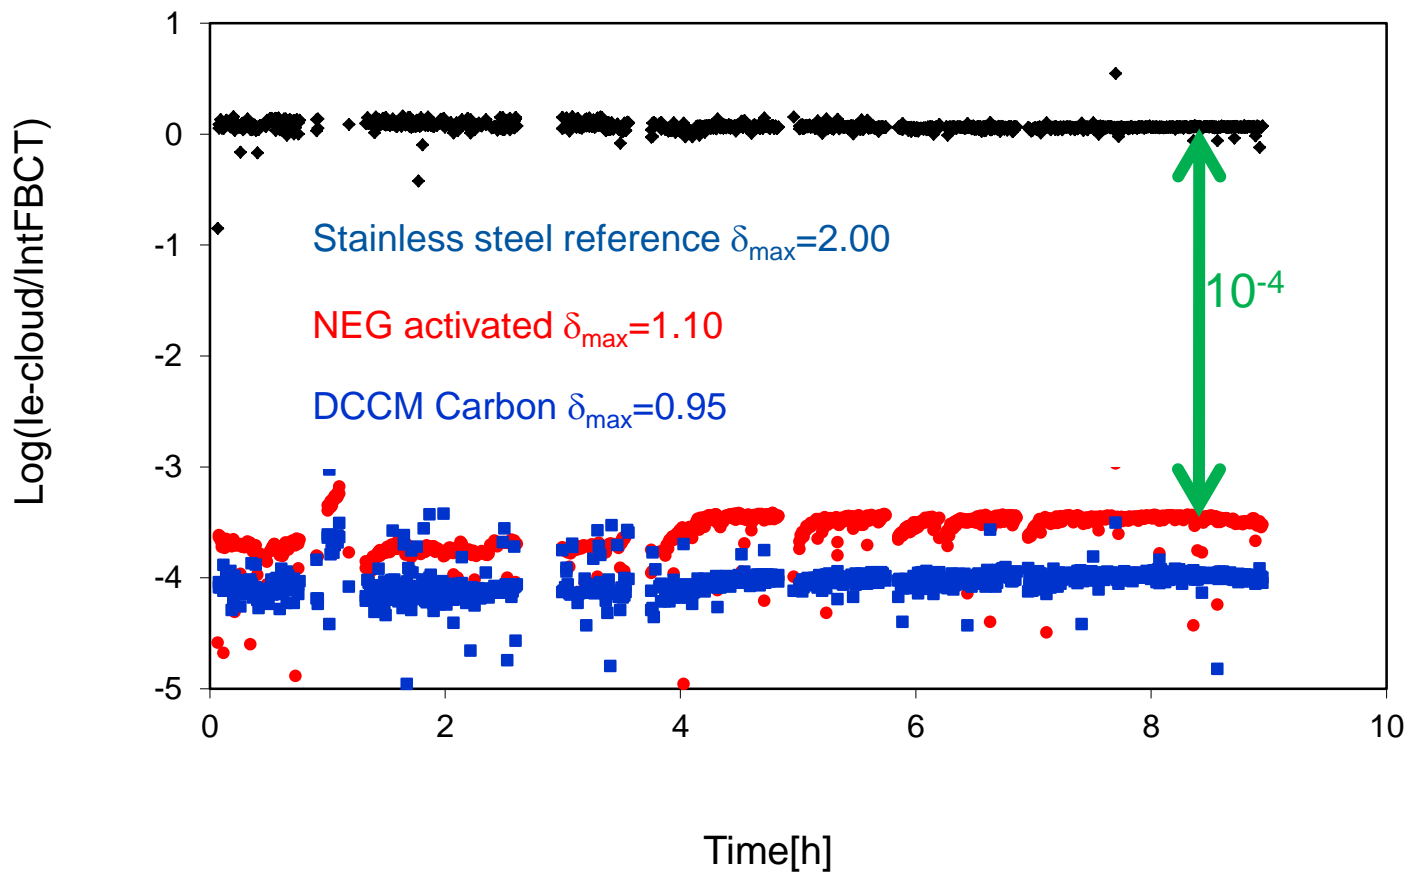 Log(Ie-cloud/IntFBCT)
1
0
-1
-2
-3
-4
-5
Stainless steel reference δmax=2.00
NEG activated δmax=1.10
DCCM Carbon δmax=0.95
10-4
0 2 4 6 8 10
Time[h]